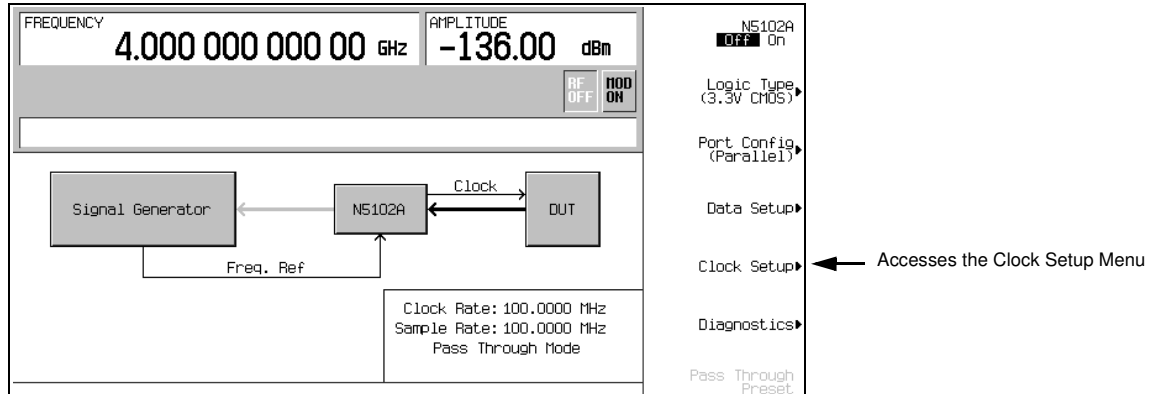 FREQUENCY
4.000 000 000 00 GHz
AMPLITUDE
-136.00 dBm
RF
OFF
MOD
ON
Signal Generator
N5102A
Clock
DUT
Freq. Ref
Clock Rate: 100.0000 MHz
Sample Rate: 100.0000 MHz
Pass Through Mode
N5102A
Off On
Logic Type
(3.3V CMOS)
Port Config
(Parallel)
Data Setup
Clock Setup
Accesses the Clock Setup Menu
Diagnostics
Pass Through
Preset